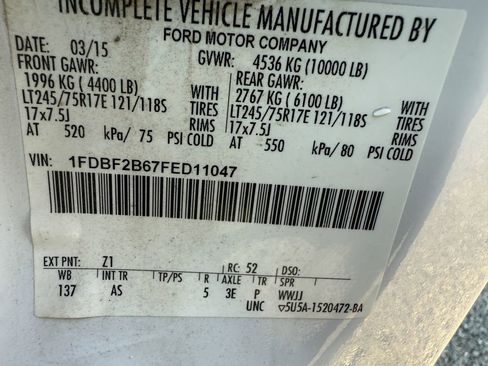 INCOMPLETE VEHICLE MANUFACTURED BY
FORD MOTOR COMPANY
DATE: 03/15 GVWR: 4536 KG (10000 LB)
FRONT GAWR: REAR GAWR:
1996 KG (4400 LB) WITH 2767 KG (6100 LB) WITH
LT245/75R17E 121/118S TIRES LT245/75R17E 121/118S TIRES
17x7.5J RIMS 17x7.5J RIMS
AT 520 kPa/ 75 PSI COLD AT 550 kPa/ 80 PSI COLD
VIN: 1FDBF2B67FED11047
EXT PNT: Z1 RC: 52 DSO:
WB INT TR TP/PS R AXLE TR SPR
137 AS 5 3E P WWJJ
UNC ▽5U5A-1520472-BA